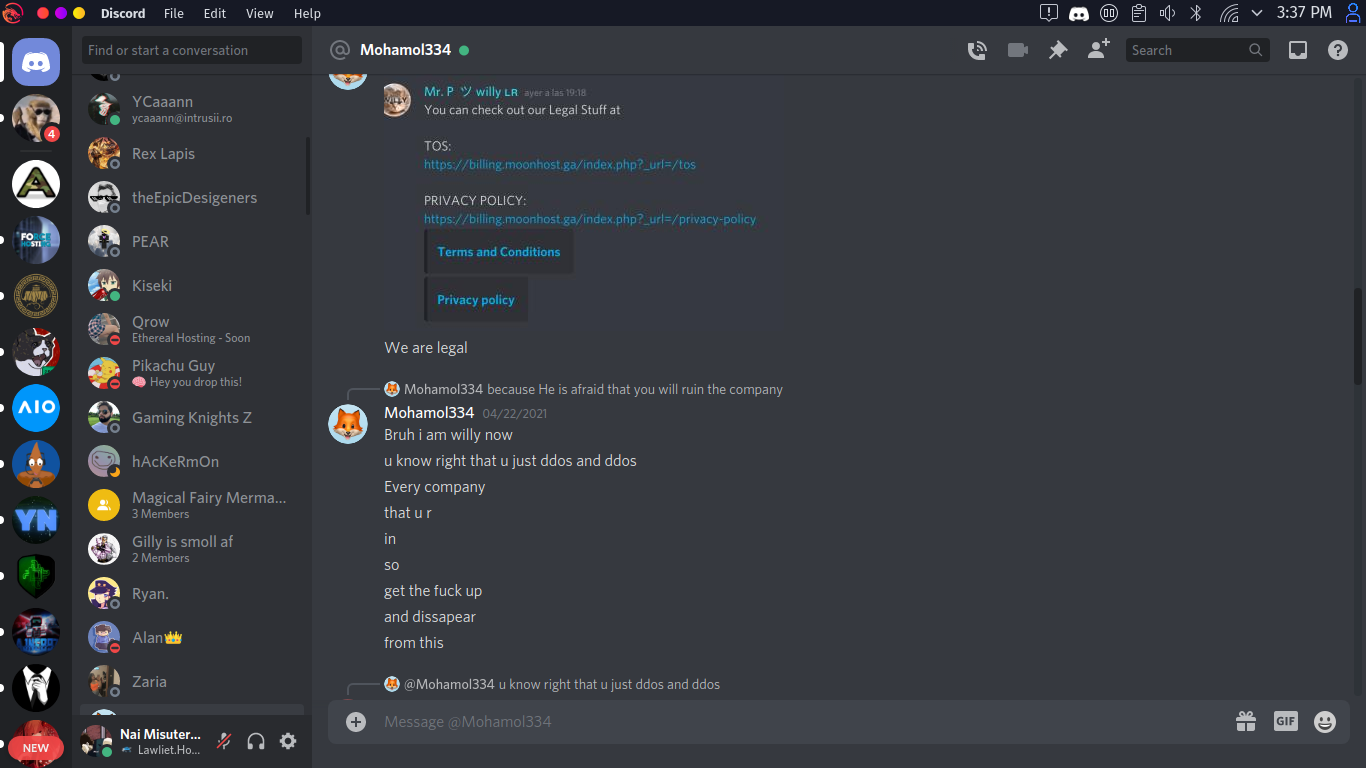 Discord File Edit View Help 3:37 PM
Find or start a conversation
YCaaann
ycaaann@intrusii.ro
Rex Lapis
theEpicDesigeners
PEAR
Kiseki
Qrow
Ethereal Hosting - Soon
Pikachu Guy
🧠 Hey you drop this!
Gaming Knights Z
hAcKeRmOn
Magical Fairy Merma...
3 Members
Gilly is smoll af
2 Members
Ryan.
Alan👑
Zaria
4
FORCE
HOSTING
AIO
YN
NEW
Nai Misuter...
Lawliet.Ho...
@ Mohamol334
Search
Mr. P ツ willy LR ayer a las 19:18
You can check out our Legal Stuff at
TOS:
https://billing.moonhost.ga/index.php?_url=/tos
PRIVACY POLICY:
https://billing.moonhost.ga/index.php?_url=/privacy-policy
Terms and Conditions
Privacy policy
We are legal
Mohamol334 because He is afraid that you will ruin the company
Mohamol334 04/22/2021
Bruh i am willy now
u know right that u just ddos and ddos
Every company
that u r
in
so
get the fuck up
and dissapear
from this
@Mohamol334 u know right that u just ddos and ddos
Message @Mohamol334
GIF